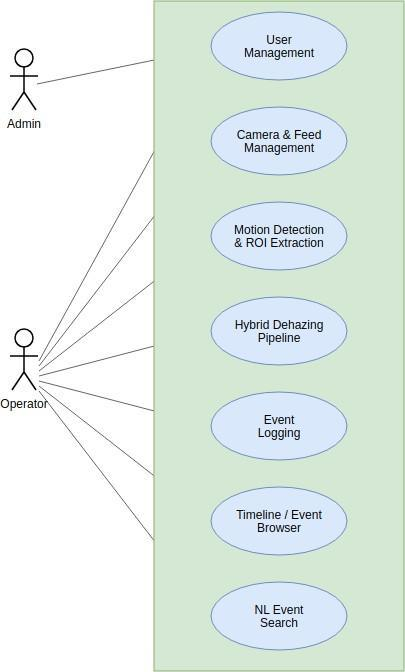 User
Management
Admin
Camera & Feed
Management
Motion Detection
& ROI Extraction
Hybrid Dehazing
Pipeline
Operator
Event
Logging
Timeline / Event
Browser
NL Event
Search